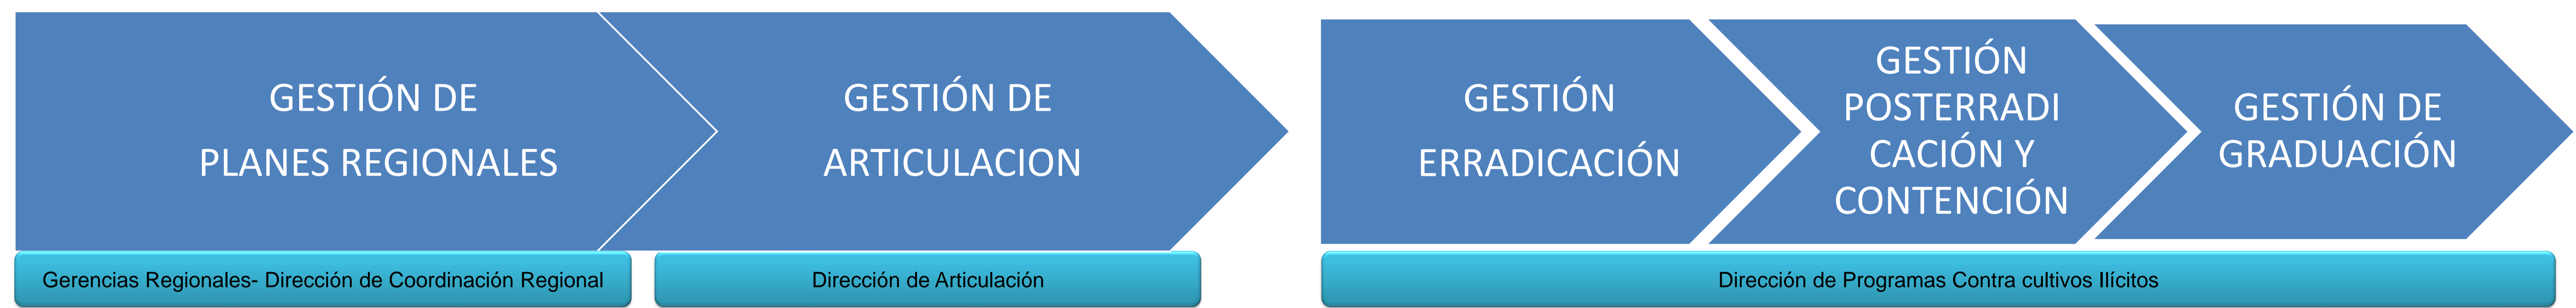 GESTIÓN DE
PLANES REGIONALES
GESTIÓN DE
ARTICULACION
GESTIÓN
ERRADICACIÓN
GESTIÓN
POSTERRADI
CACIÓN Y
CONTENCIÓN
GESTIÓN DE
GRADUACIÓN
Gerencias Regionales- Dirección de Coordinación Regional
Dirección de Articulación
Dirección de Programas Contra cultivos Ilícitos